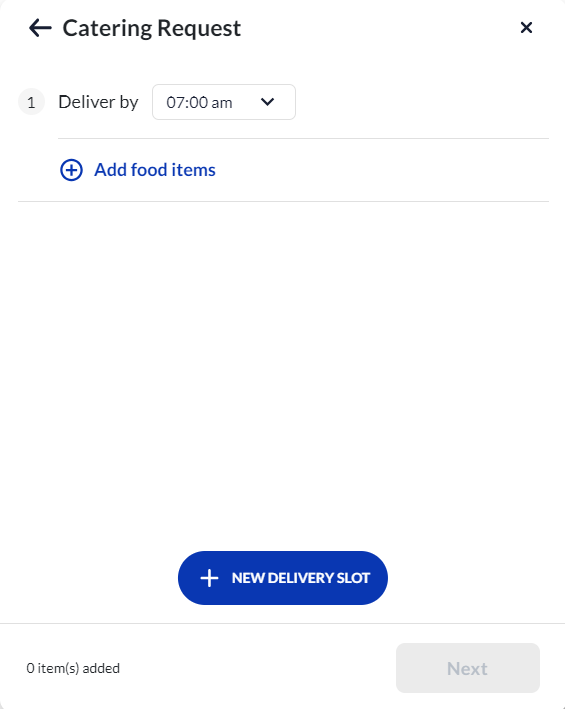 Catering Request
1 Deliver by 07:00 am
Add food items
NEW DELIVERY SLOT
0 item(s) added
Next